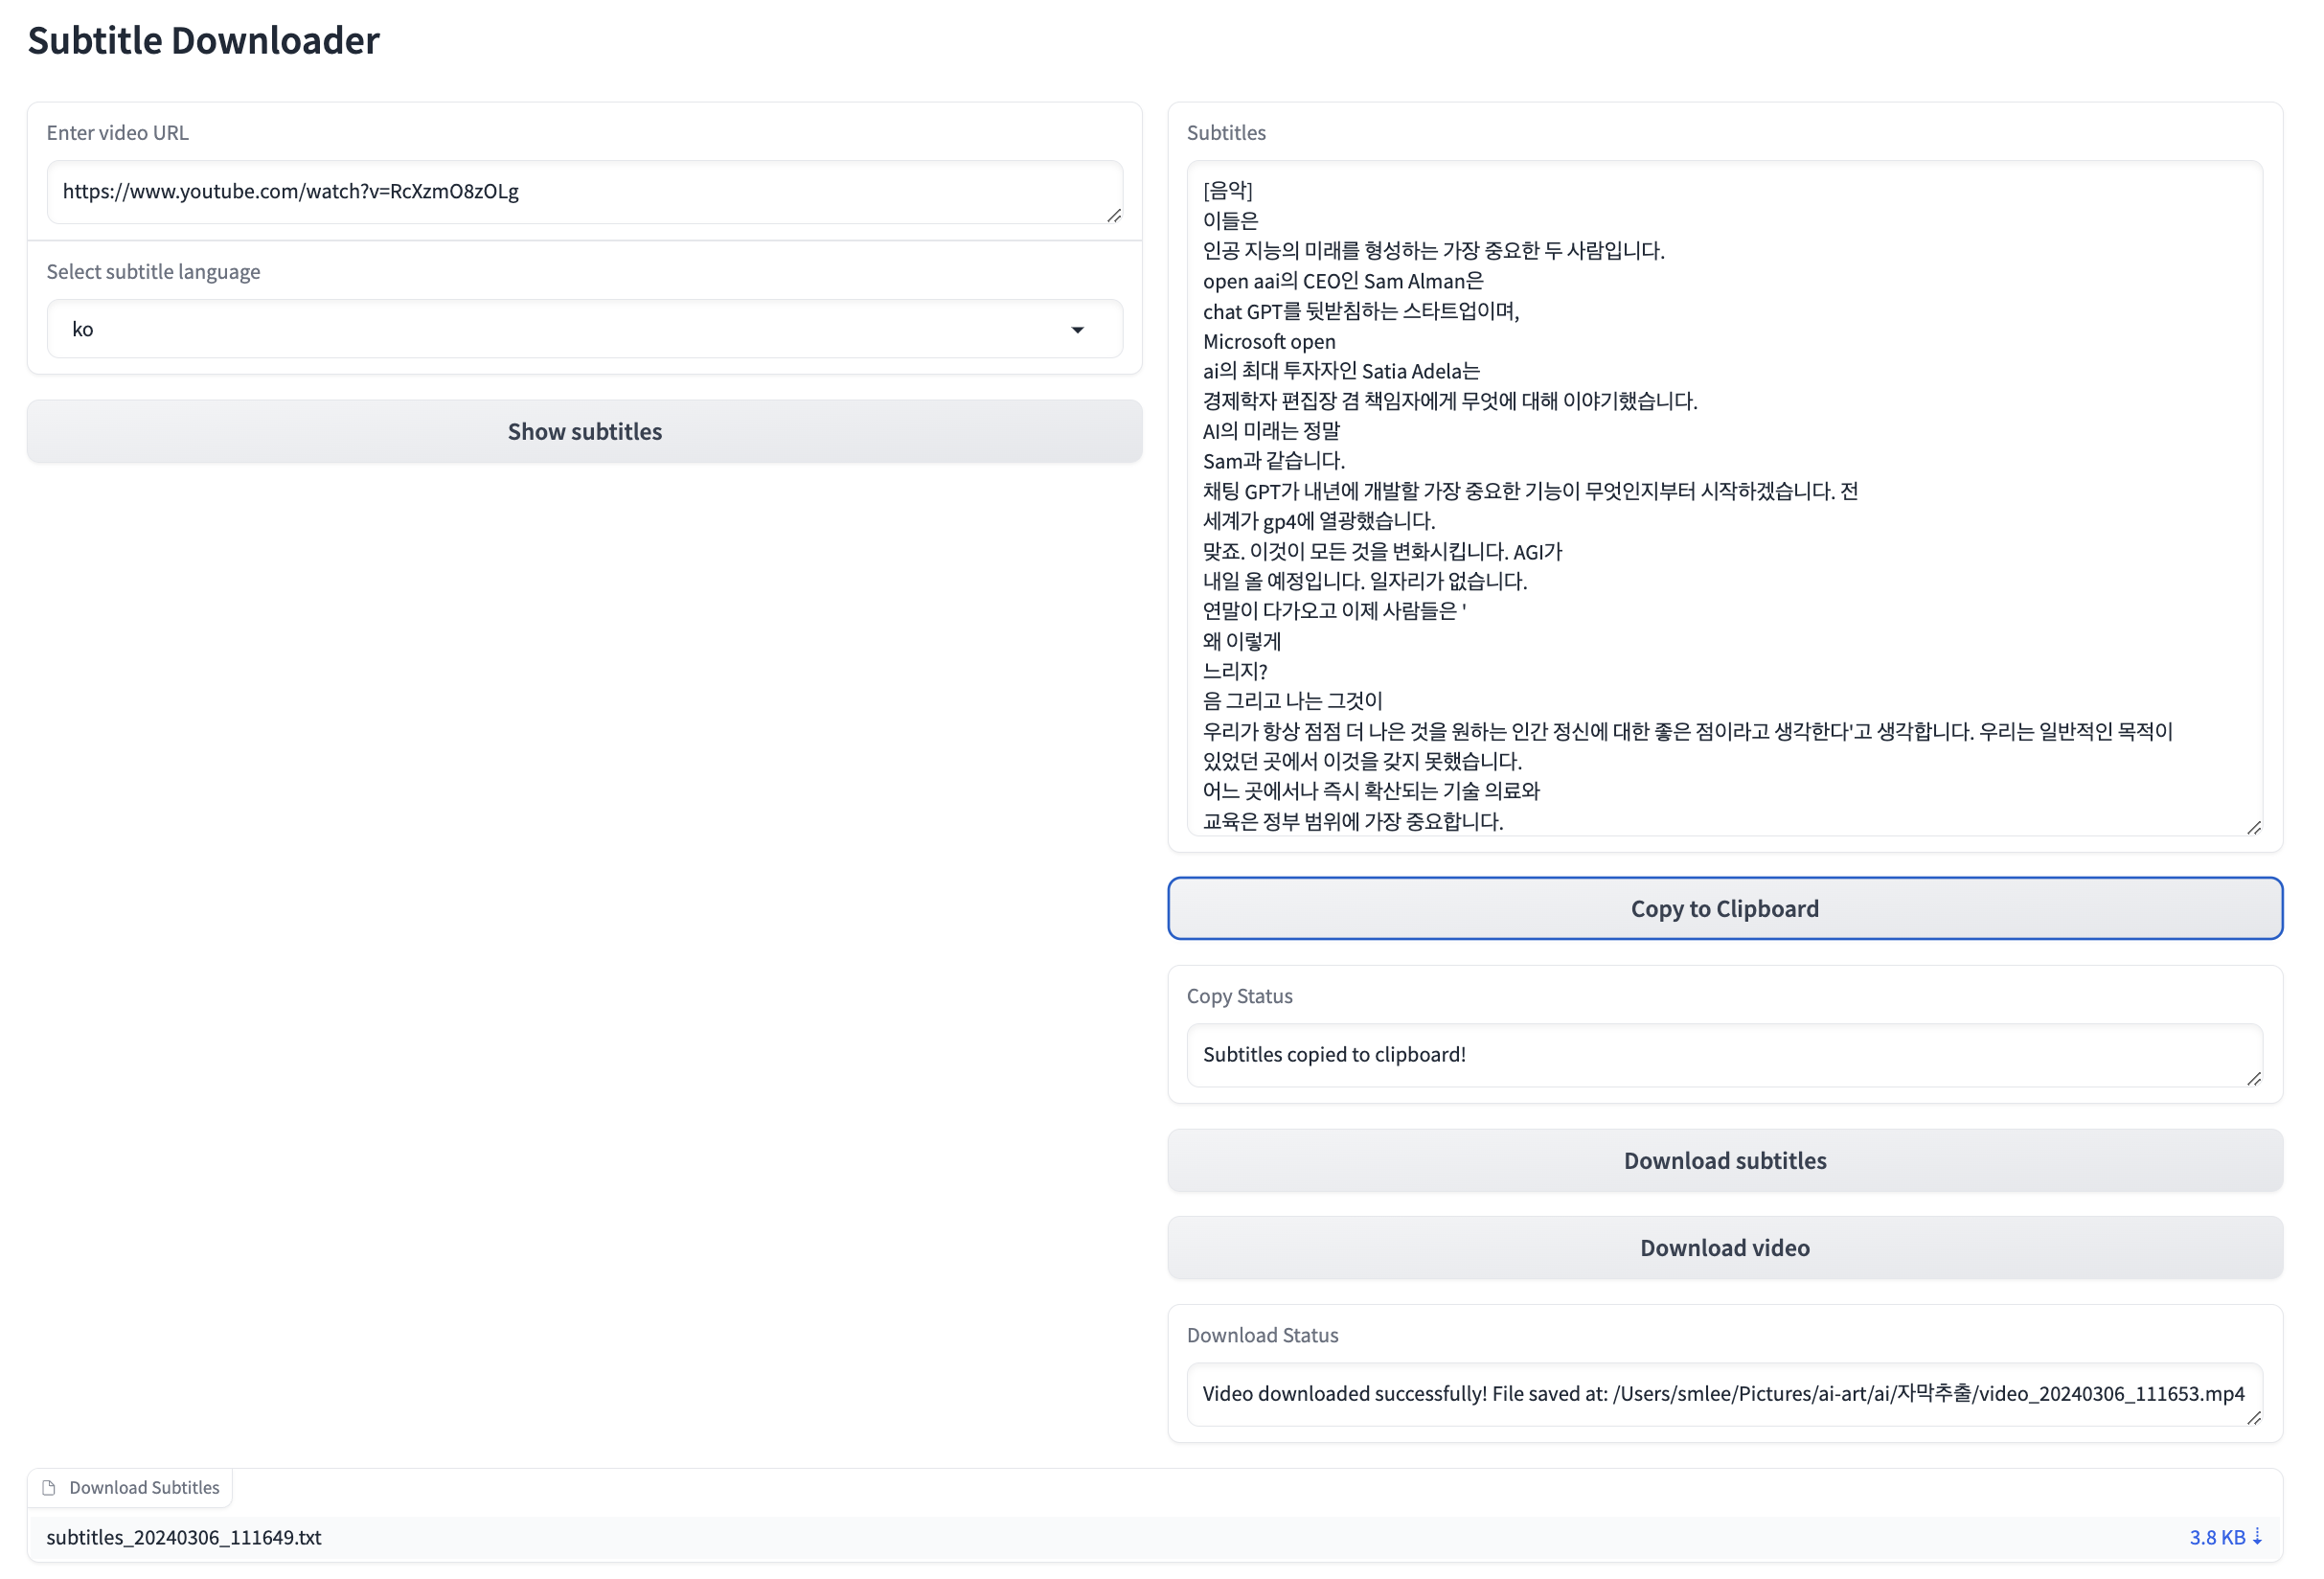 Subtitle Downloader
Enter video URL
https://www.youtube.com/watch?v=RcXzmO8zOLg
Select subtitle language
ko
Show subtitles
Subtitles
[음악]
이들은
인공 지능의 미래를 형성하는 가장 중요한 두 사람입니다.
open aai의 CEO인 Sam Alman은
chat GPT를 뒷받침하는 스타트업이며,
Microsoft open
ai의 최대 투자자인 Satia Adela는
경제학자 편집장 겸 책임자에게 무엇에 대해 이야기했습니다.
AI의 미래는 정말
Sam과 같습니다.
채팅 GPT가 내년에 개발할 가장 중요한 기능이 무엇인지부터 시작하겠습니다. 전
세계가 gp4에 열광했습니다.
맞죠. 이것이 모든 것을 변화시킵니다. AGI가
내일 올 예정입니다. 일자리가 없습니다.
연말이 다가오고 이제 사람들은 '
왜 이렇게
느리지?
음 그리고 나는 그것이
우리가 항상 점점 더 나은 것을 원하는 인간 정신에 대한 좋은 점이라고 생각한다'고 생각합니다. 우리는 일반적인 목적이
있었던 곳에서 이것을 갖지 못했습니다.
어느 곳에서나 즉시 확산되는 기술 의료와
교육은 정부 범위에 가장 중요합니다.
Copy to Clipboard
Copy Status
Subtitles copied to clipboard!
Download subtitles
Download video
Download Status
Video downloaded successfully! File saved at: /Users/smlee/Pictures/ai-art/ai/자막추출/video_20240306_111653.mp4
Download Subtitles
subtitles_20240306_111649.txt
3.8 KB ⇣